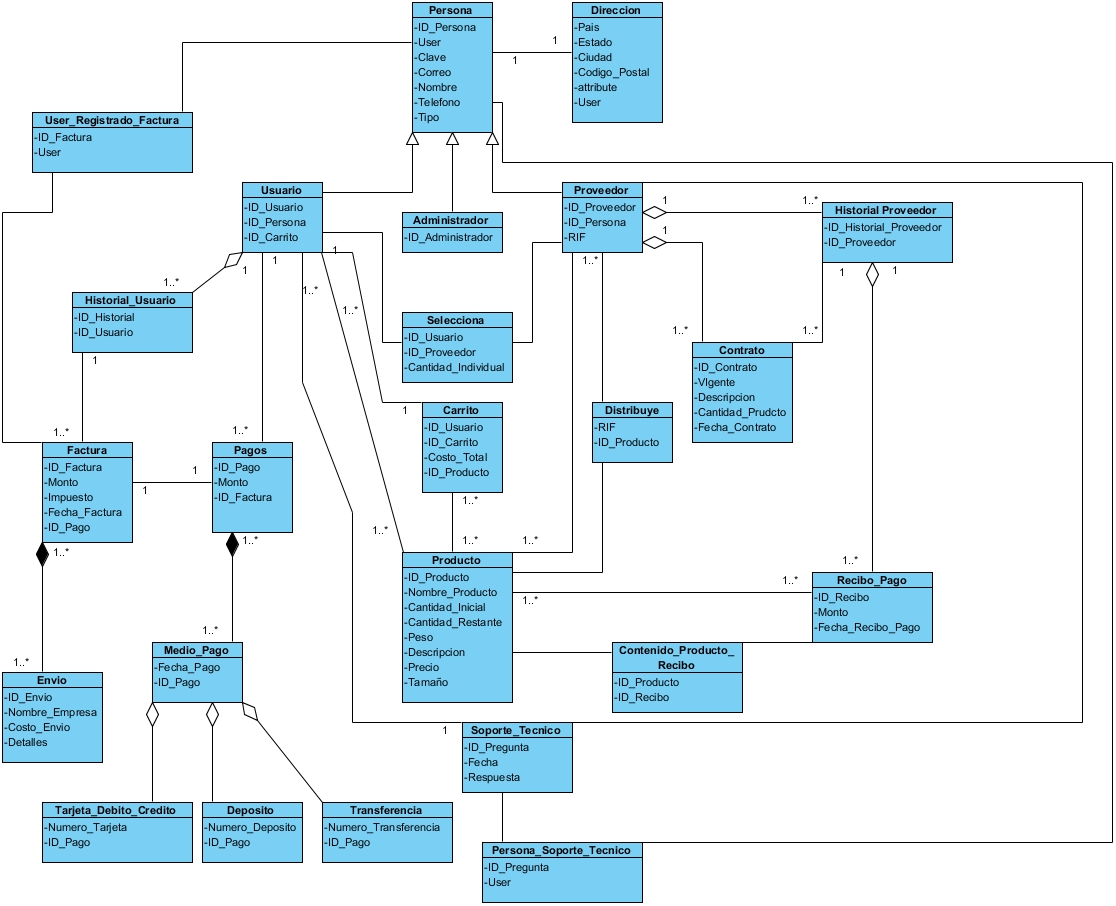 Persona
-ID_Persona
-User
-Clave
-Correo
-Nombre
-Telefono
-Tipo
Direccion
-Pais
-Estado
-Ciudad
-Codigo_Postal
-attribute
-User
1
1
User_Registrado_Factura
-ID_Factura
-User
Usuario
-ID_Usuario
-ID_Persona
-ID_Carrito
Administrador
-ID_Administrador
Proveedor
-ID_Proveedor
-ID_Persona
-RIF
1
1..*
1
Historial Proveedor
-ID_Historial_Proveedor
-ID_Proveedor
1
1
1
1
1
1..*
1..*
1..*
1..*
Historial_Usuario
-ID_Historial
-ID_Usuario
1
Selecciona
-ID_Usuario
-ID_Proveedor
-Cantidad_Individual
1..*
1..*
Contrato
-ID_Contrato
-VIgente
-Descripcion
-Cantidad_Prudcto
-Fecha_Contrato
1
Carrito
-ID_Usuario
-ID_Carrito
-Costo_Total
-ID_Producto
Distribuye
-RIF
-ID_Producto
1..*
1..*
Factura
-ID_Factura
-Monto
-Impuesto
-Fecha_Factura
-ID_Pago
1
1
Pagos
-ID_Pago
-Monto
-ID_Factura
1..*
1..*
1..*
1..*
1..*
1..*
1..*
Producto
-ID_Producto
-Nombre_Producto
-Cantidad_Inicial
-Cantidad_Restante
-Peso
-Descripcion
-Precio
-Tamaño
1..*
1..*
1..*
Recibo_Pago
-ID_Recibo
-Monto
-Fecha_Recibo_Pago
1..*
Medio_Pago
-Fecha_Pago
-ID_Pago
Contenido_Producto_
Recibo
-ID_Producto
-ID_Recibo
1..*
Envio
-ID_Envio
-Nombre_Empresa
-Costo_Envio
-Detalles
1
Soporte_Tecnico
-ID_Pregunta
-Fecha
-Respuesta
Tarjeta_Debito_Credito
-Numero_Tarjeta
-ID_Pago
Deposito
-Numero_Deposito
-ID_Pago
Transferencia
-Numero_Transferencia
-ID_Pago
Persona_Soporte_Tecnico
-ID_Pregunta
-User